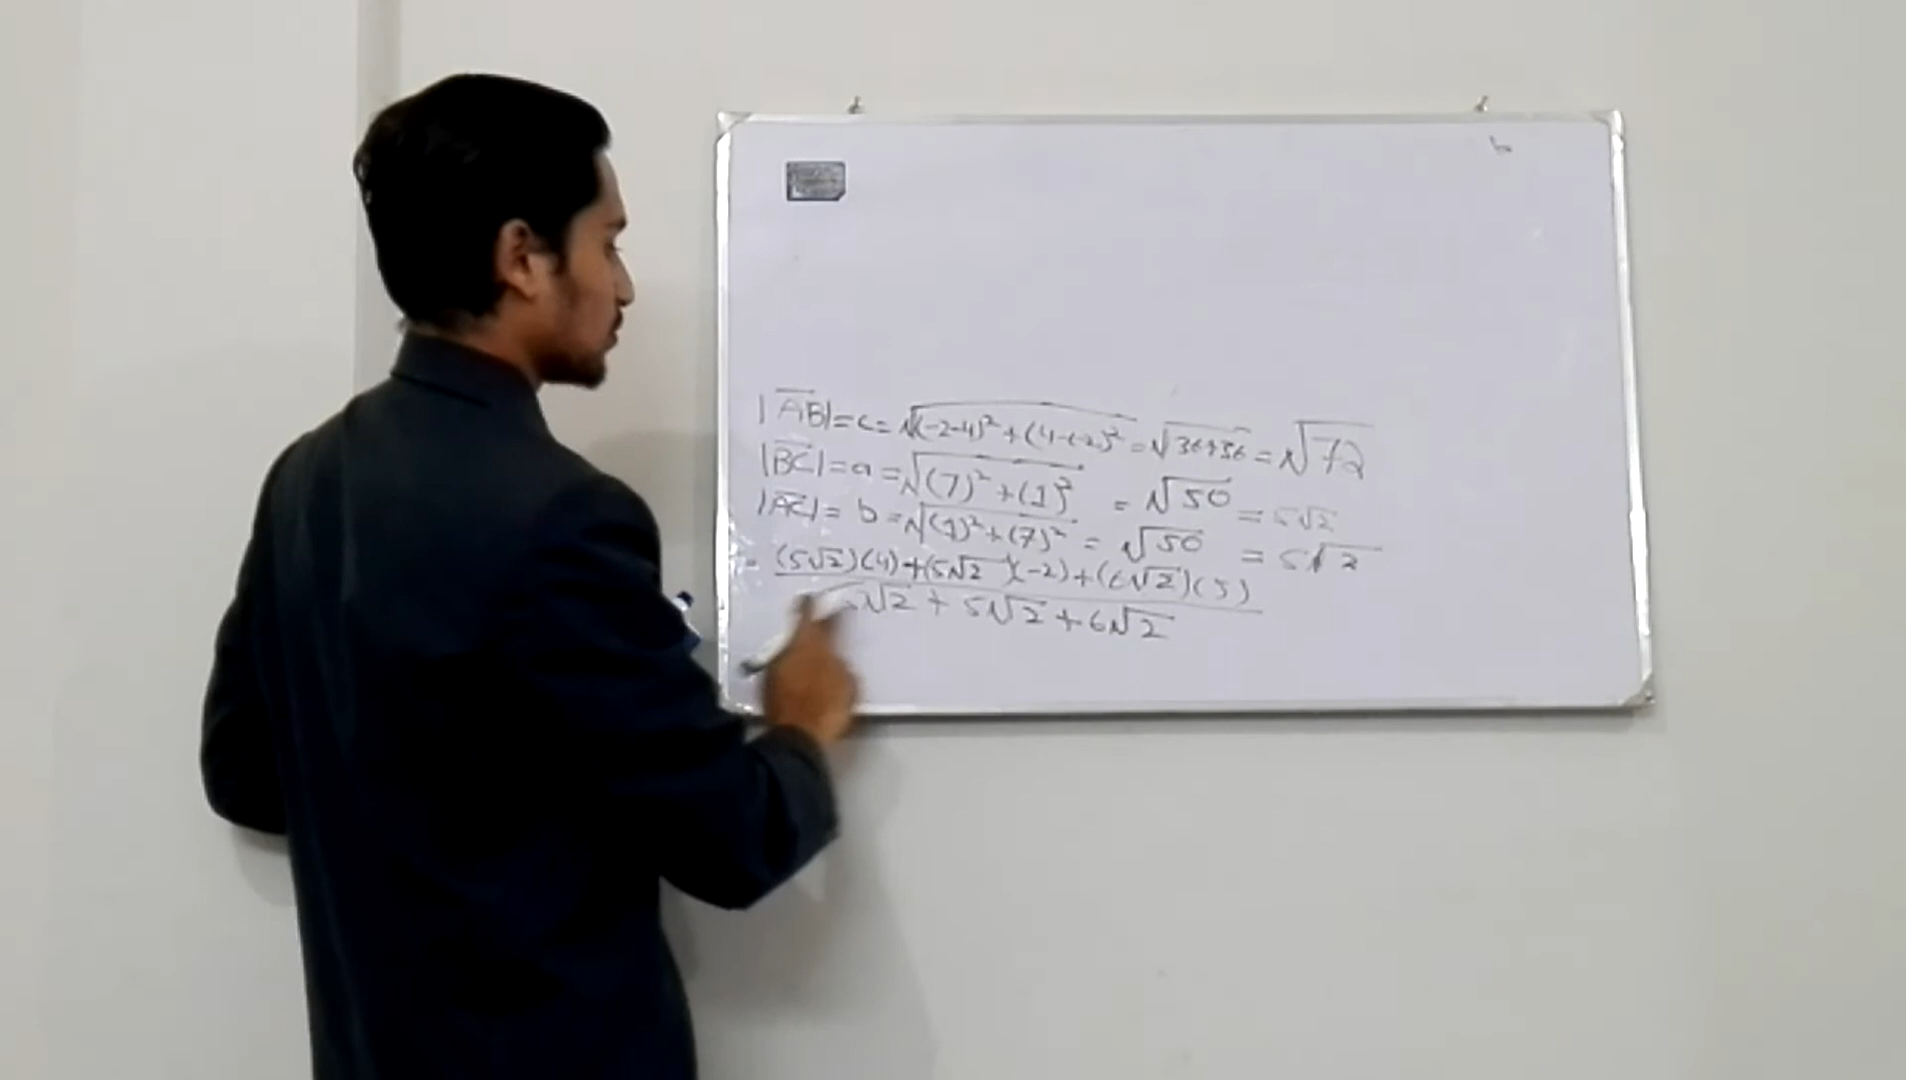 b
|AB| = c = √(-2-4)² + (4-(-2)² = √36+36 = √72
|BC| = a = √(7)² + (1)² = √50 = 5√2
|AC| = b = √(1)² + (7)² = √50 = 5√2
= (5√2)(4) + (5√2)(-2) + (6√2)(5)
5√2 + 5√2 + 6√2